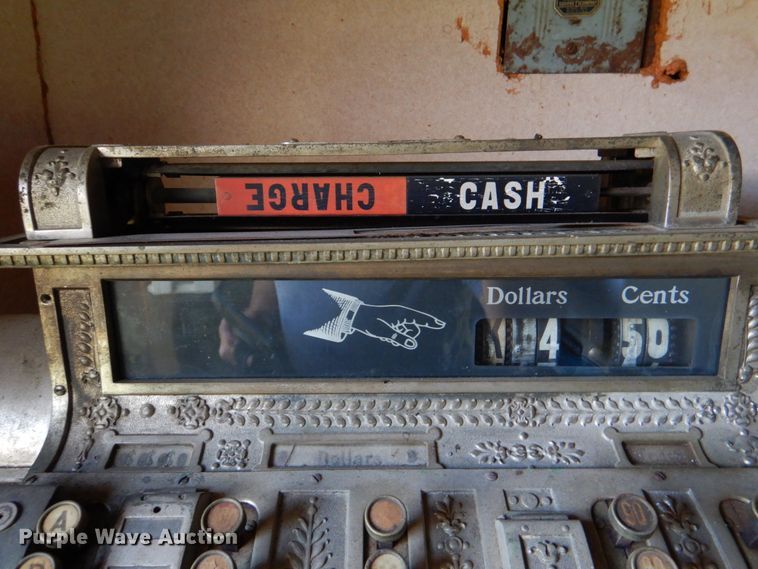 CHARGE CASH
Dollars Cents
K 4 50
Dollars
A
Purple Wave Auction